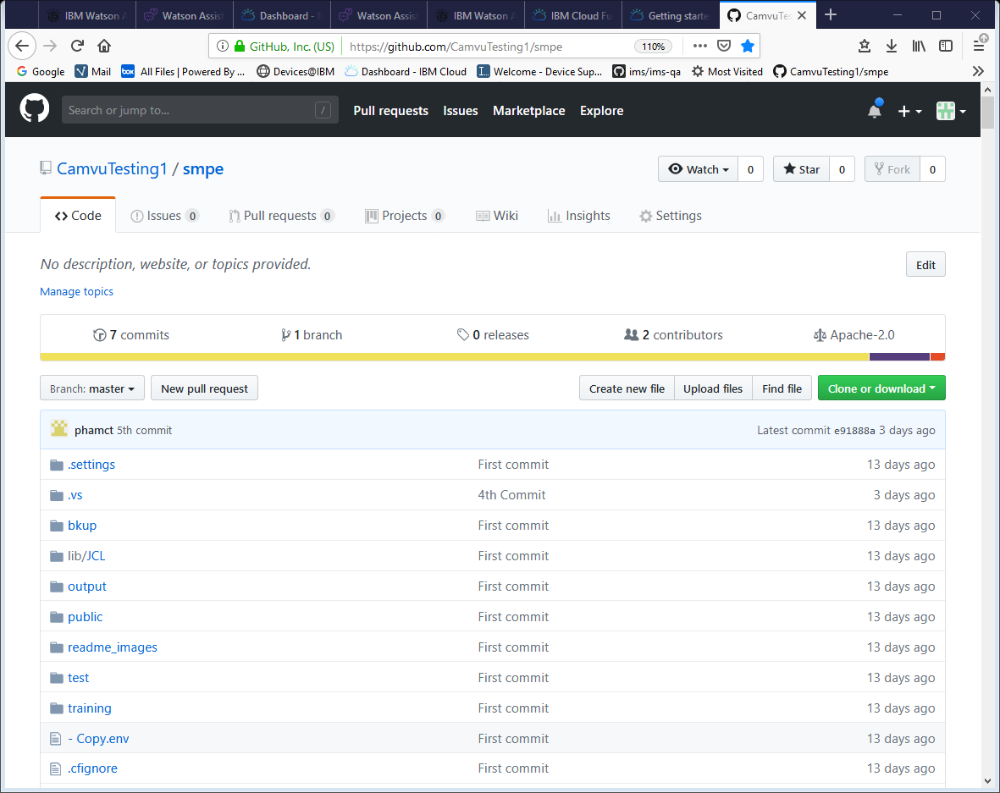 IBM Watson A
Watson Assis
Dashboard - I
Watson Assis
IBM Watson A
IBM Cloud Fu
Getting starte
CamvuTes
GitHub, Inc. (US)
https://github.com/CamvuTesting1/smpe
110%
Google
Mail
box
All Files | Powered By ...
Devices@IBM
Dashboard - IBM Cloud
Welcome - Device Sup...
ims/ims-qa
Most Visited
CamvuTesting1/smpe
Search or jump to...
/
Pull requests
Issues
Marketplace
Explore
CamvuTesting1 / smpe
Watch 0
Star 0
Fork 0
Code
Issues 0
Pull requests 0
Projects 0
Wiki
Insights
Settings
No description, website, or topics provided.
Edit
Manage topics
7 commits
1 branch
0 releases
2 contributors
Apache-2.0
Branch: master
New pull request
Create new file
Upload files
Find file
Clone or download
phamct 5th commit
Latest commit e91888a 3 days ago
.settings First commit 13 days ago
.vs 4th Commit 3 days ago
bkup First commit 13 days ago
lib/JCL First commit 13 days ago
output First commit 13 days ago
public First commit 13 days ago
readme_images First commit 13 days ago
test First commit 13 days ago
training First commit 13 days ago
- Copy.env First commit 13 days ago
.cfignore First commit 13 days ago